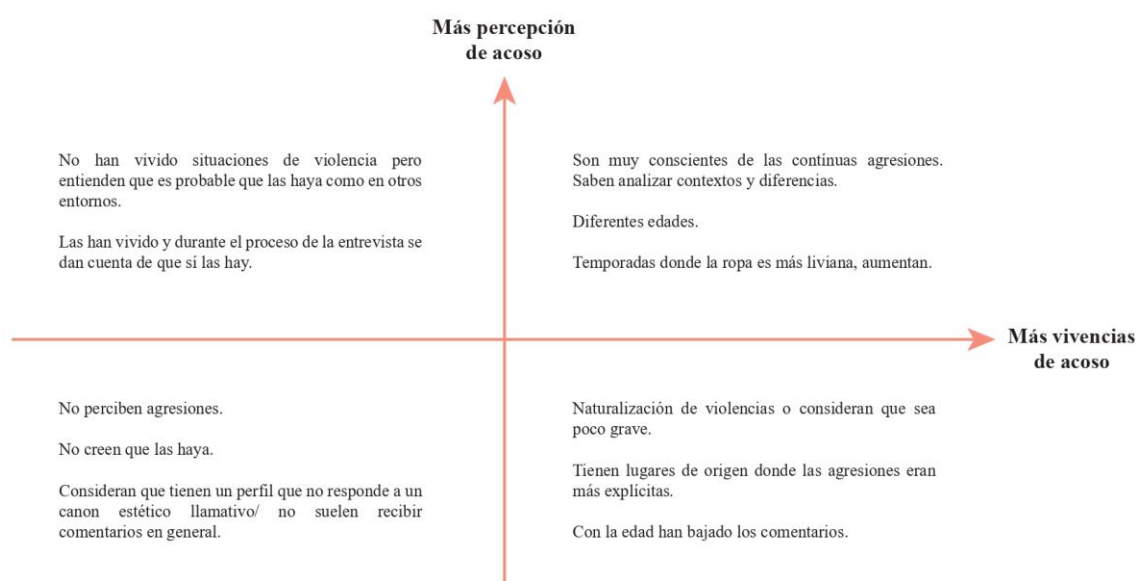 Más percepción
de acoso
No han vivido situaciones de violencia pero
entienden que es probable que las haya como en otros
entornos.
Las han vivido y durante el proceso de la entrevista se
dan cuenta de que sí las hay.
Son muy conscientes de las contínuas agresiones.
Saben analizar contextos y diferencias.
Diferentes edades.
Temporadas donde la ropa es más liviana, aumentan.
Más vivencias
de acoso
No perciben agresiones.
No creen que las haya.
Consideran que tienen un perfil que no responde a un
canon estético llamativo/ no suelen recibir
comentarios en general.
Naturalización de violencias o consideran que sea
poco grave.
Tienen lugares de origen donde las agresiones eran
más explícitas.
Con la edad han bajado los comentarios.